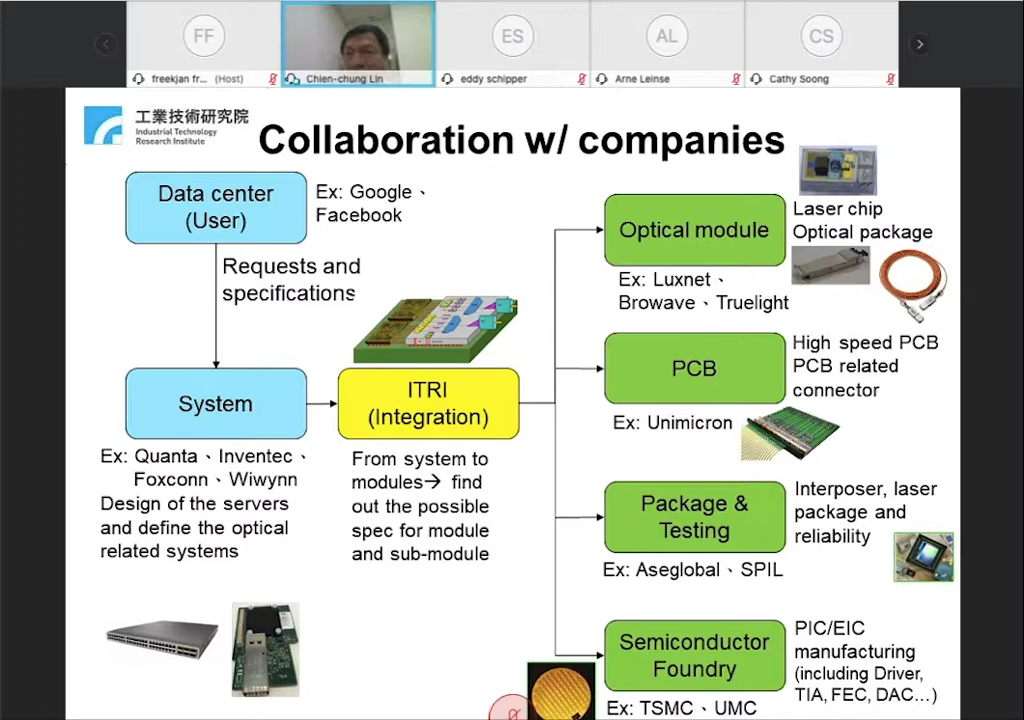 FF
ES
AL
CS
freekjan fr... (Host)
Chien-chung Lin
eddy schipper
Arne Leinse
Cathy Soong
工業技術研究院
Industrial Technology
Research Institute
Collaboration w/ companies
Data center
(User)
Ex: Google、
Facebook
Requests and
specifications
System
Ex: Quanta、Inventec、
Foxconn、Wiwynn
Design of the servers
and define the optical
related systems
ITRI
(Integration)
From system to
modules→ find
out the possible
spec for module
and sub-module
Optical module
Laser chip
Optical package
Ex: Luxnet、
Browave、Truelight
PCB
High speed PCB
PCB related
connector
Ex: Unimicron
Package &
Testing
Interposer, laser
package and
reliability
Ex: Aseglobal、SPIL
Semiconductor
Foundry
PIC/EIC
manufacturing
(including Driver,
TIA, FEC, DAC…)
Ex: TSMC、UMC